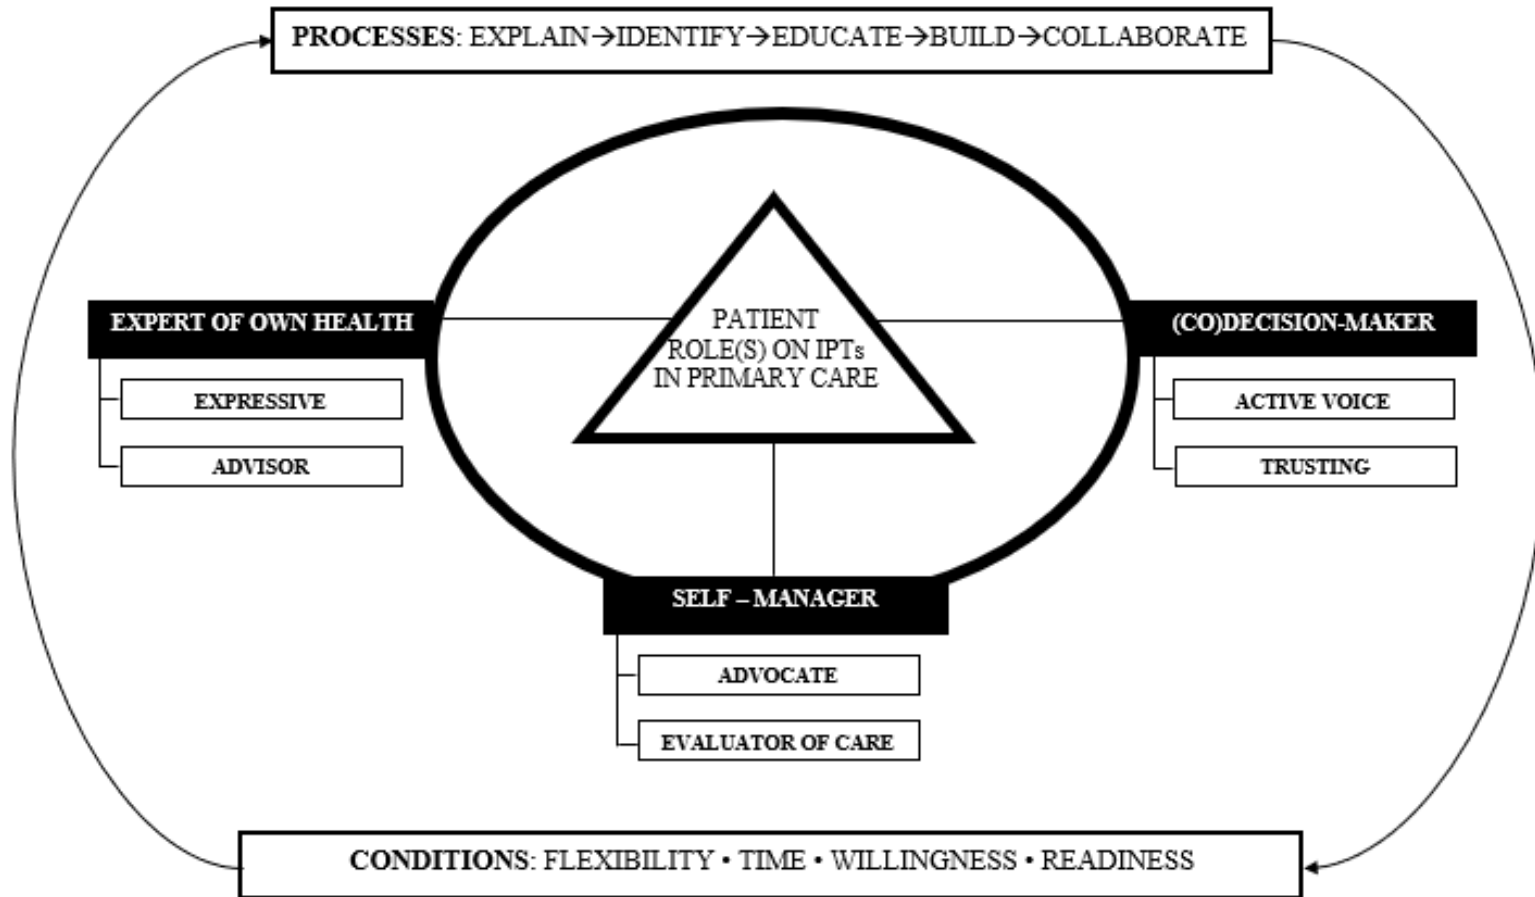 PROCESSES: EXPLAIN→IDENTIFY→EDUCATE→BUILD→COLLABORATE
PATIENT
ROLE(S) ON IPTs
IN PRIMARY CARE
EXPERT OF OWN HEALTH
EXPRESSIVE
ADVISOR
(CO)DECISION-MAKER
ACTIVE VOICE
TRUSTING
SELF – MANAGER
ADVOCATE
EVALUATOR OF CARE
CONDITIONS: FLEXIBILITY • TIME • WILLINGNESS • READINESS